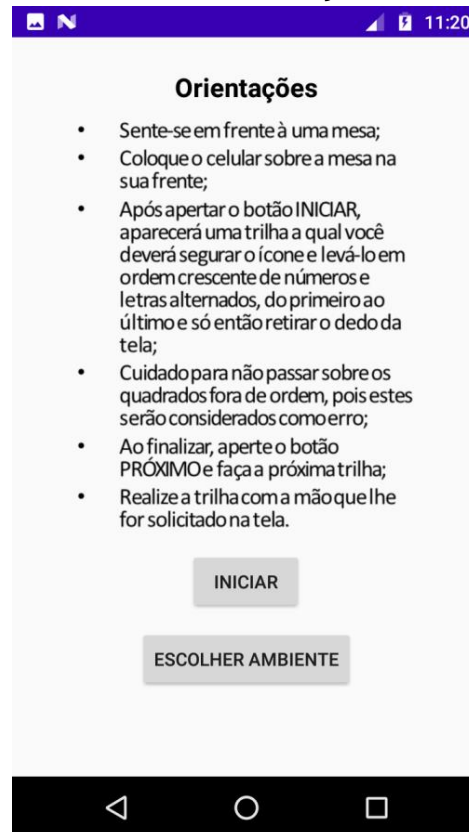 11:20
Orientações
• Sente-se em frente à uma mesa;
• Coloque o celular sobre a mesa na
sua frente;
• Após apertar o botão INICIAR,
aparecerá uma trilha a qual você
deverá segurar o ícone e levá-lo em
ordem crescente de números e
letras alternados, do primeiro ao
último e só então retirar o dedo da
tela;
• Cuidado para não passar sobre os
quadrados fora de ordem, pois estes
serão considerados como erro;
• Ao finalizar, aperte o botão
PRÓXIMO e faça a próxima trilha;
• Realize a trilha com a mão que lhe
for solicitado na tela.
INICIAR
ESCOLHER AMBIENTE